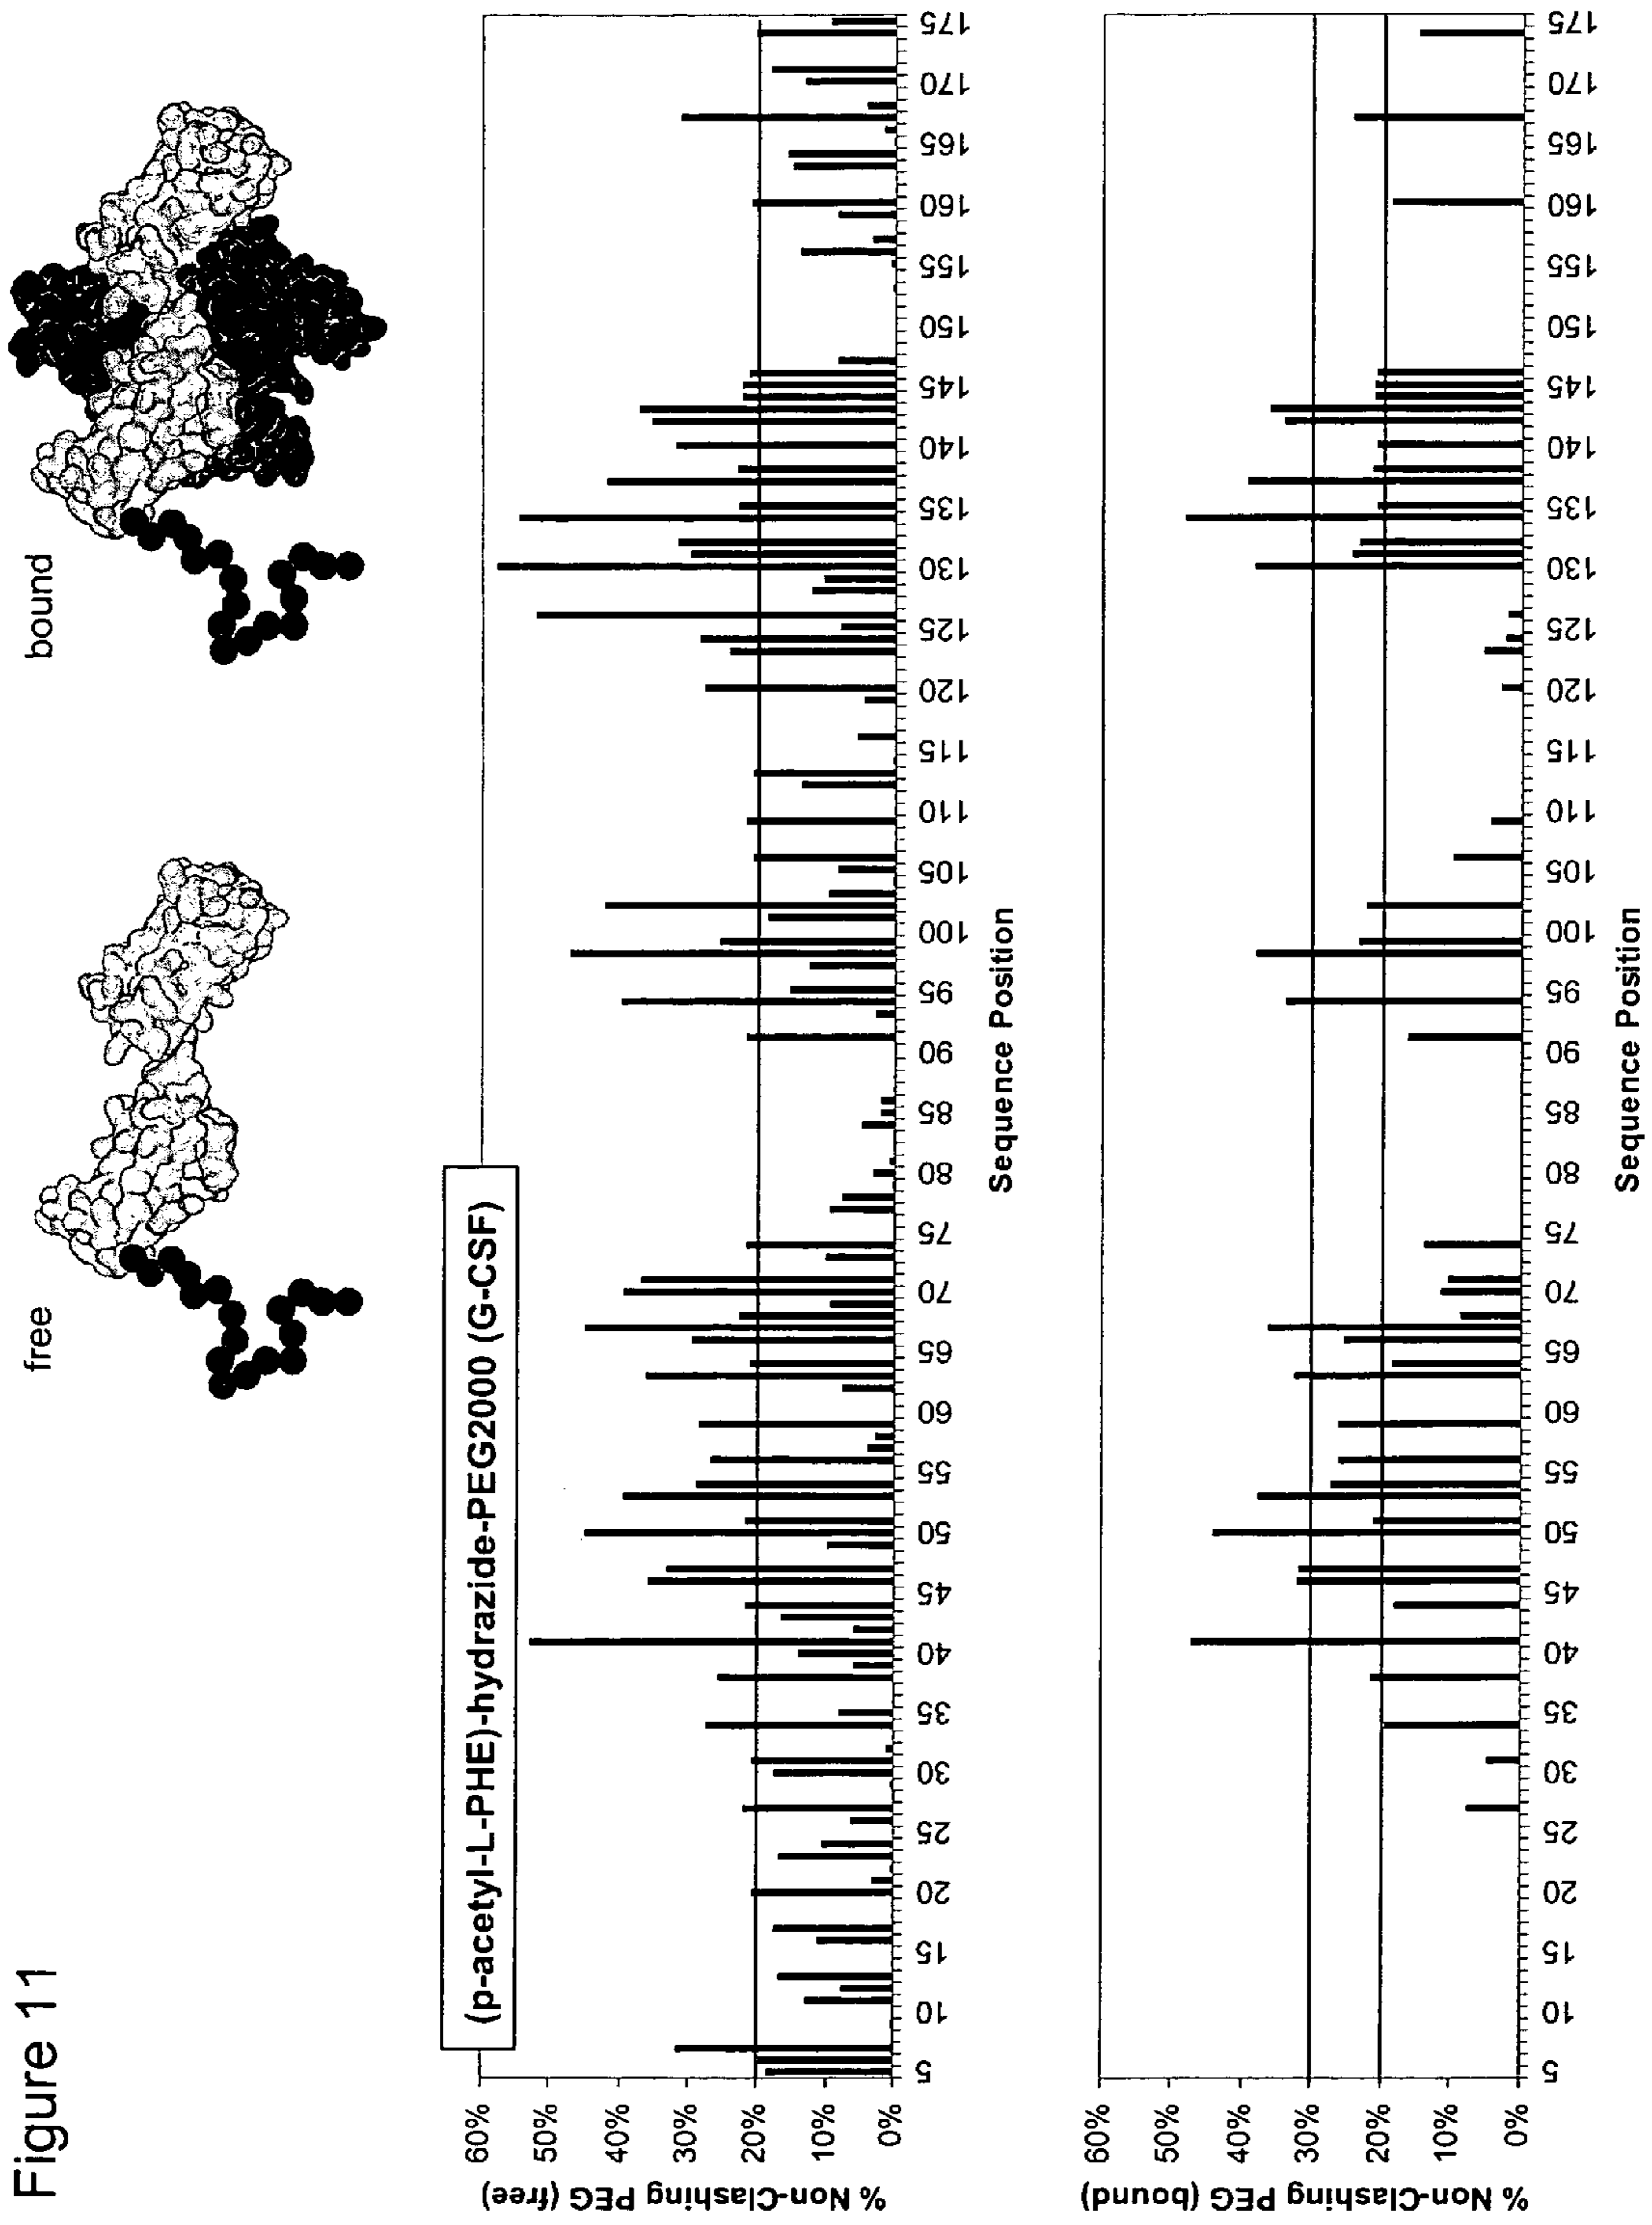 Figure 11
free
bound
(p-acetyl-L-PHE)-hydrazide-PEG2000 (G-CSF)
% Non-Clashing PEG (free)
60%
50%
40%
30%
20%
10%
0%
5 10 15 20 25 30 35 40 45 50 55 60 65 70 75 80 85 90 95 100 105 110 115 120 125 130 135 140 145 150 155 160 165 170 175
Sequence Position
% Non-Clashing PEG (bound)
60%
50%
40%
30%
20%
10%
0%
5 10 15 20 25 30 35 40 45 50 55 60 65 70 75 80 85 90 95 100 105 110 115 120 125 130 135 140 145 150 155 160 165 170 175
Sequence Position